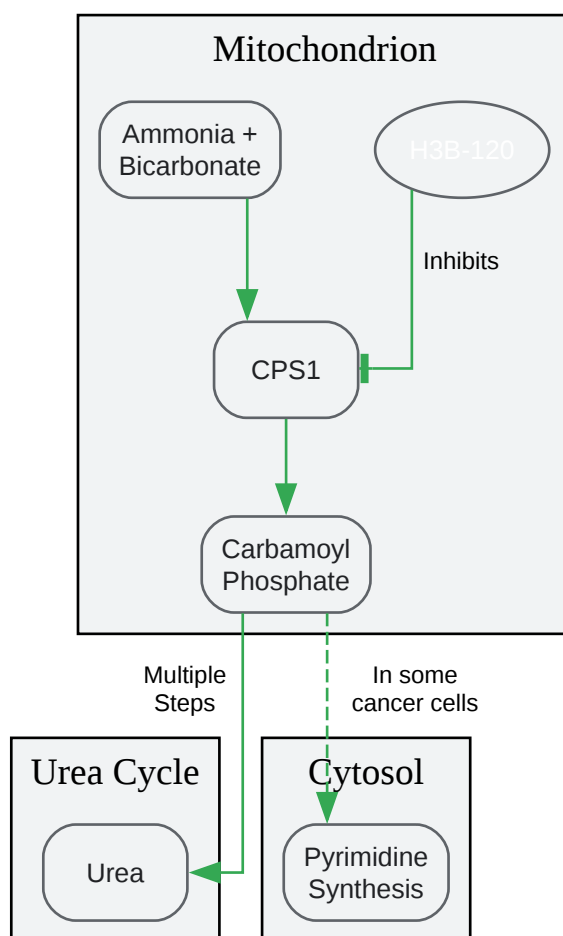 Mitochondrion
Ammonia +
Bicarbonate
H3B-120
Inhibits
CPS1
Carbamoyl
Phosphate
Multiple
Steps
In some
cancer cells
Urea Cycle
Cytosol
Urea
Pyrimidine
Synthesis